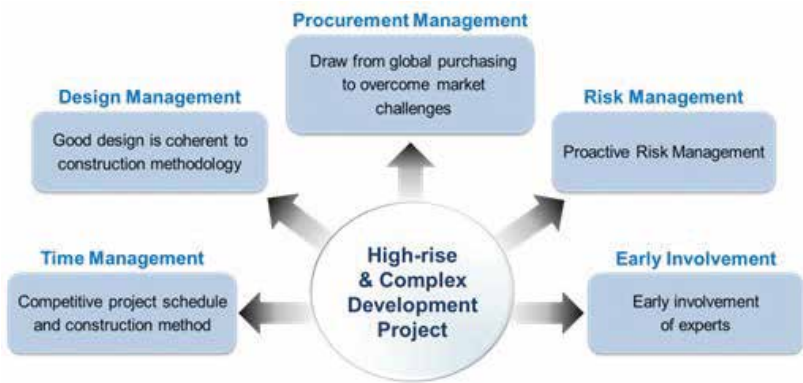 Procurement Management
Draw from global purchasing
to overcome market
challenges
Design Management
Good design is coherent to
construction methodology
Risk Management
Proactive Risk Management
Time Management
Competitive project schedule
and construction method
High-rise
& Complex
Development
Project
Early Involvement
Early involvement
of experts